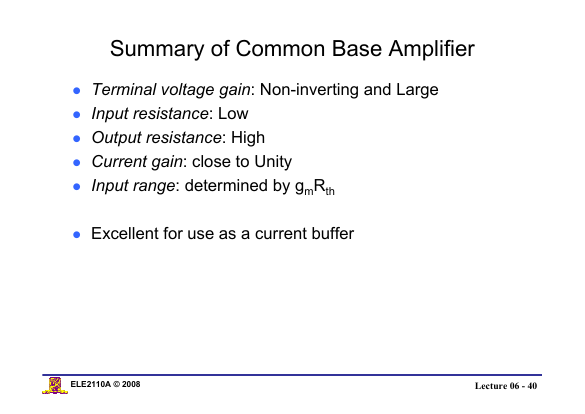 Summary of Common Base Amplifier
● Terminal voltage gain: Non-inverting and Large
● Input resistance: Low
● Output resistance: High
● Current gain: close to Unity
● Input range: determined by gmRth
● Excellent for use as a current buffer
ELE2110A © 2008
Lecture 06 - 40